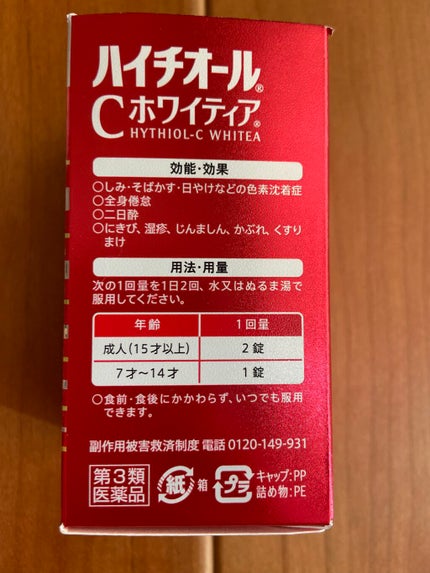 ハイチオール®
Cホワイティア®
HYTHIOL-C WHITEA
効能・効果
○しみ・そばかす・日やけなどの色素沈着症
○全身倦怠
○二日酔
○にきび、湿疹、じんましん、かぶれ、くすり
まけ
用法・用量
次の1回量を1日2回、水又はぬるま湯で
服用してください。
年齢 1回量
成人(15才以上) 2錠
7才〜14才 1錠
○食前・食後にかかわらず、いつでも服用
できます。
副作用被害救済制度 電話 0120-149-931
第3類
医薬品
紙 箱
プラ
キャップ:PP
詰め物:PE